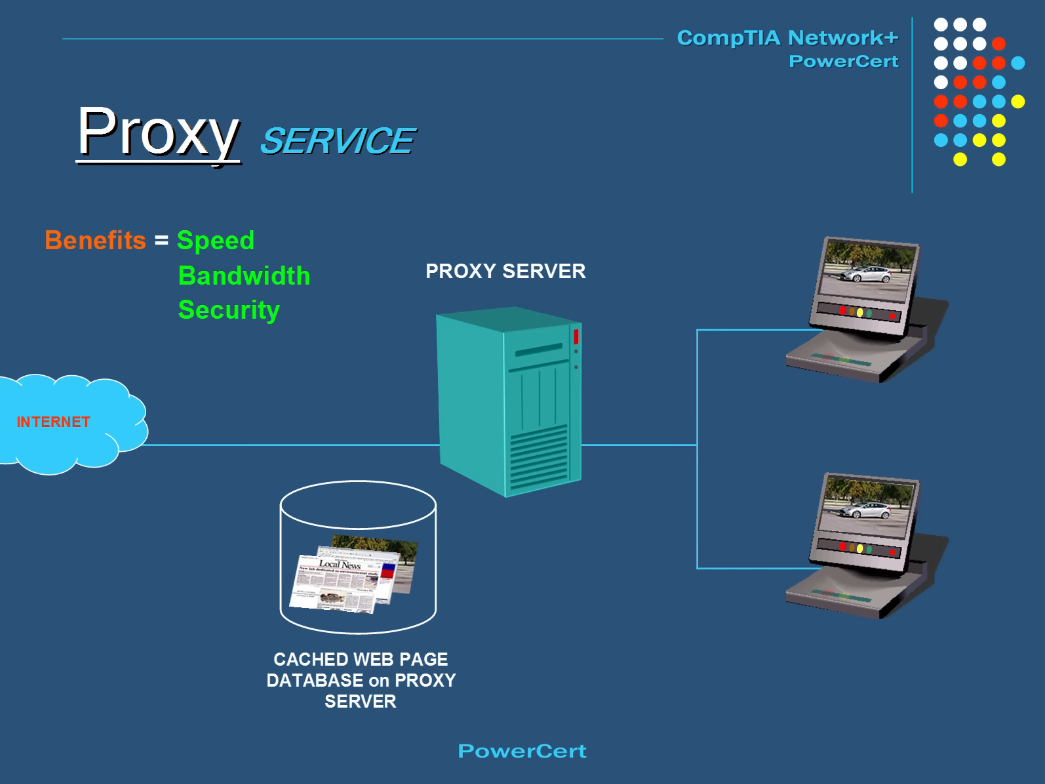 CompTIA Network+
PowerCert
Proxy SERVICE
Benefits = Speed
Bandwidth
Security
PROXY SERVER
INTERNET
Local News
CACHED WEB PAGE
DATABASE on PROXY
SERVER
PowerCert